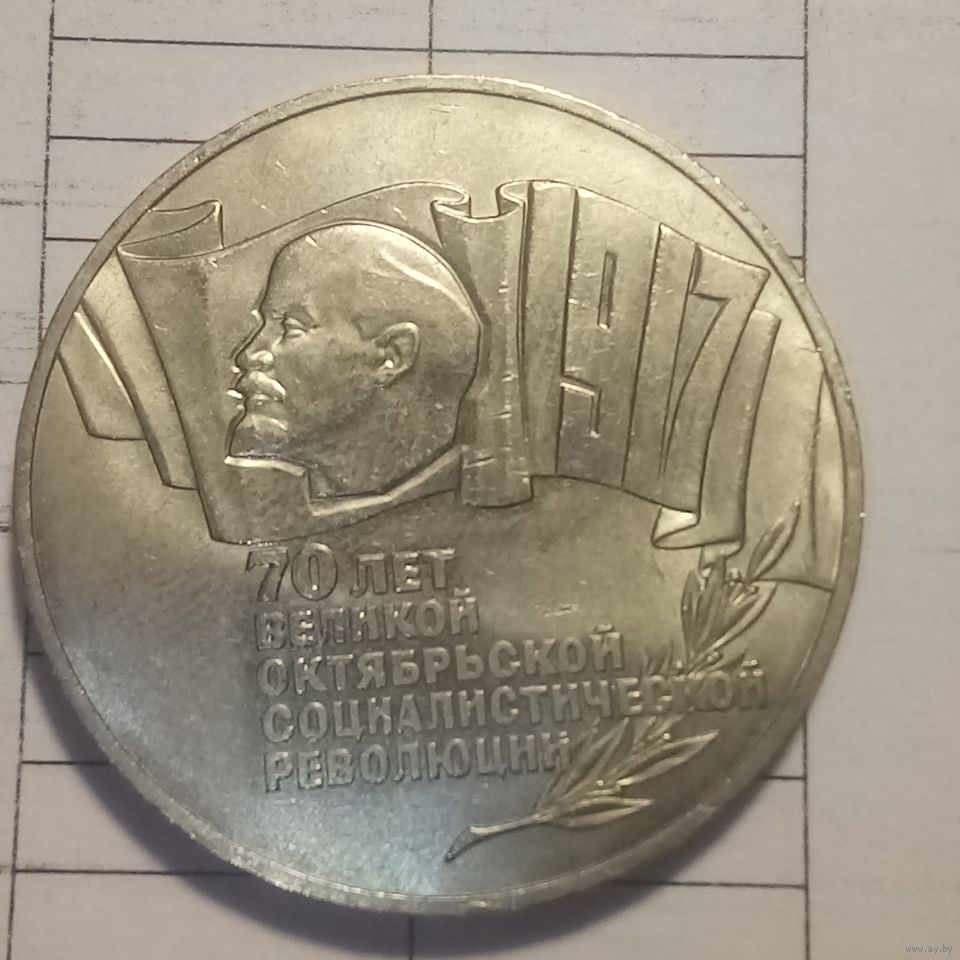 1917
70 ЛЕТ
ВЕЛИКОЙ
ОКТЯБРЬСКОЙ
СОЦИАЛИСТИЧЕСКОЙ
РЕВОЛЮЦИИ
www.ay.by